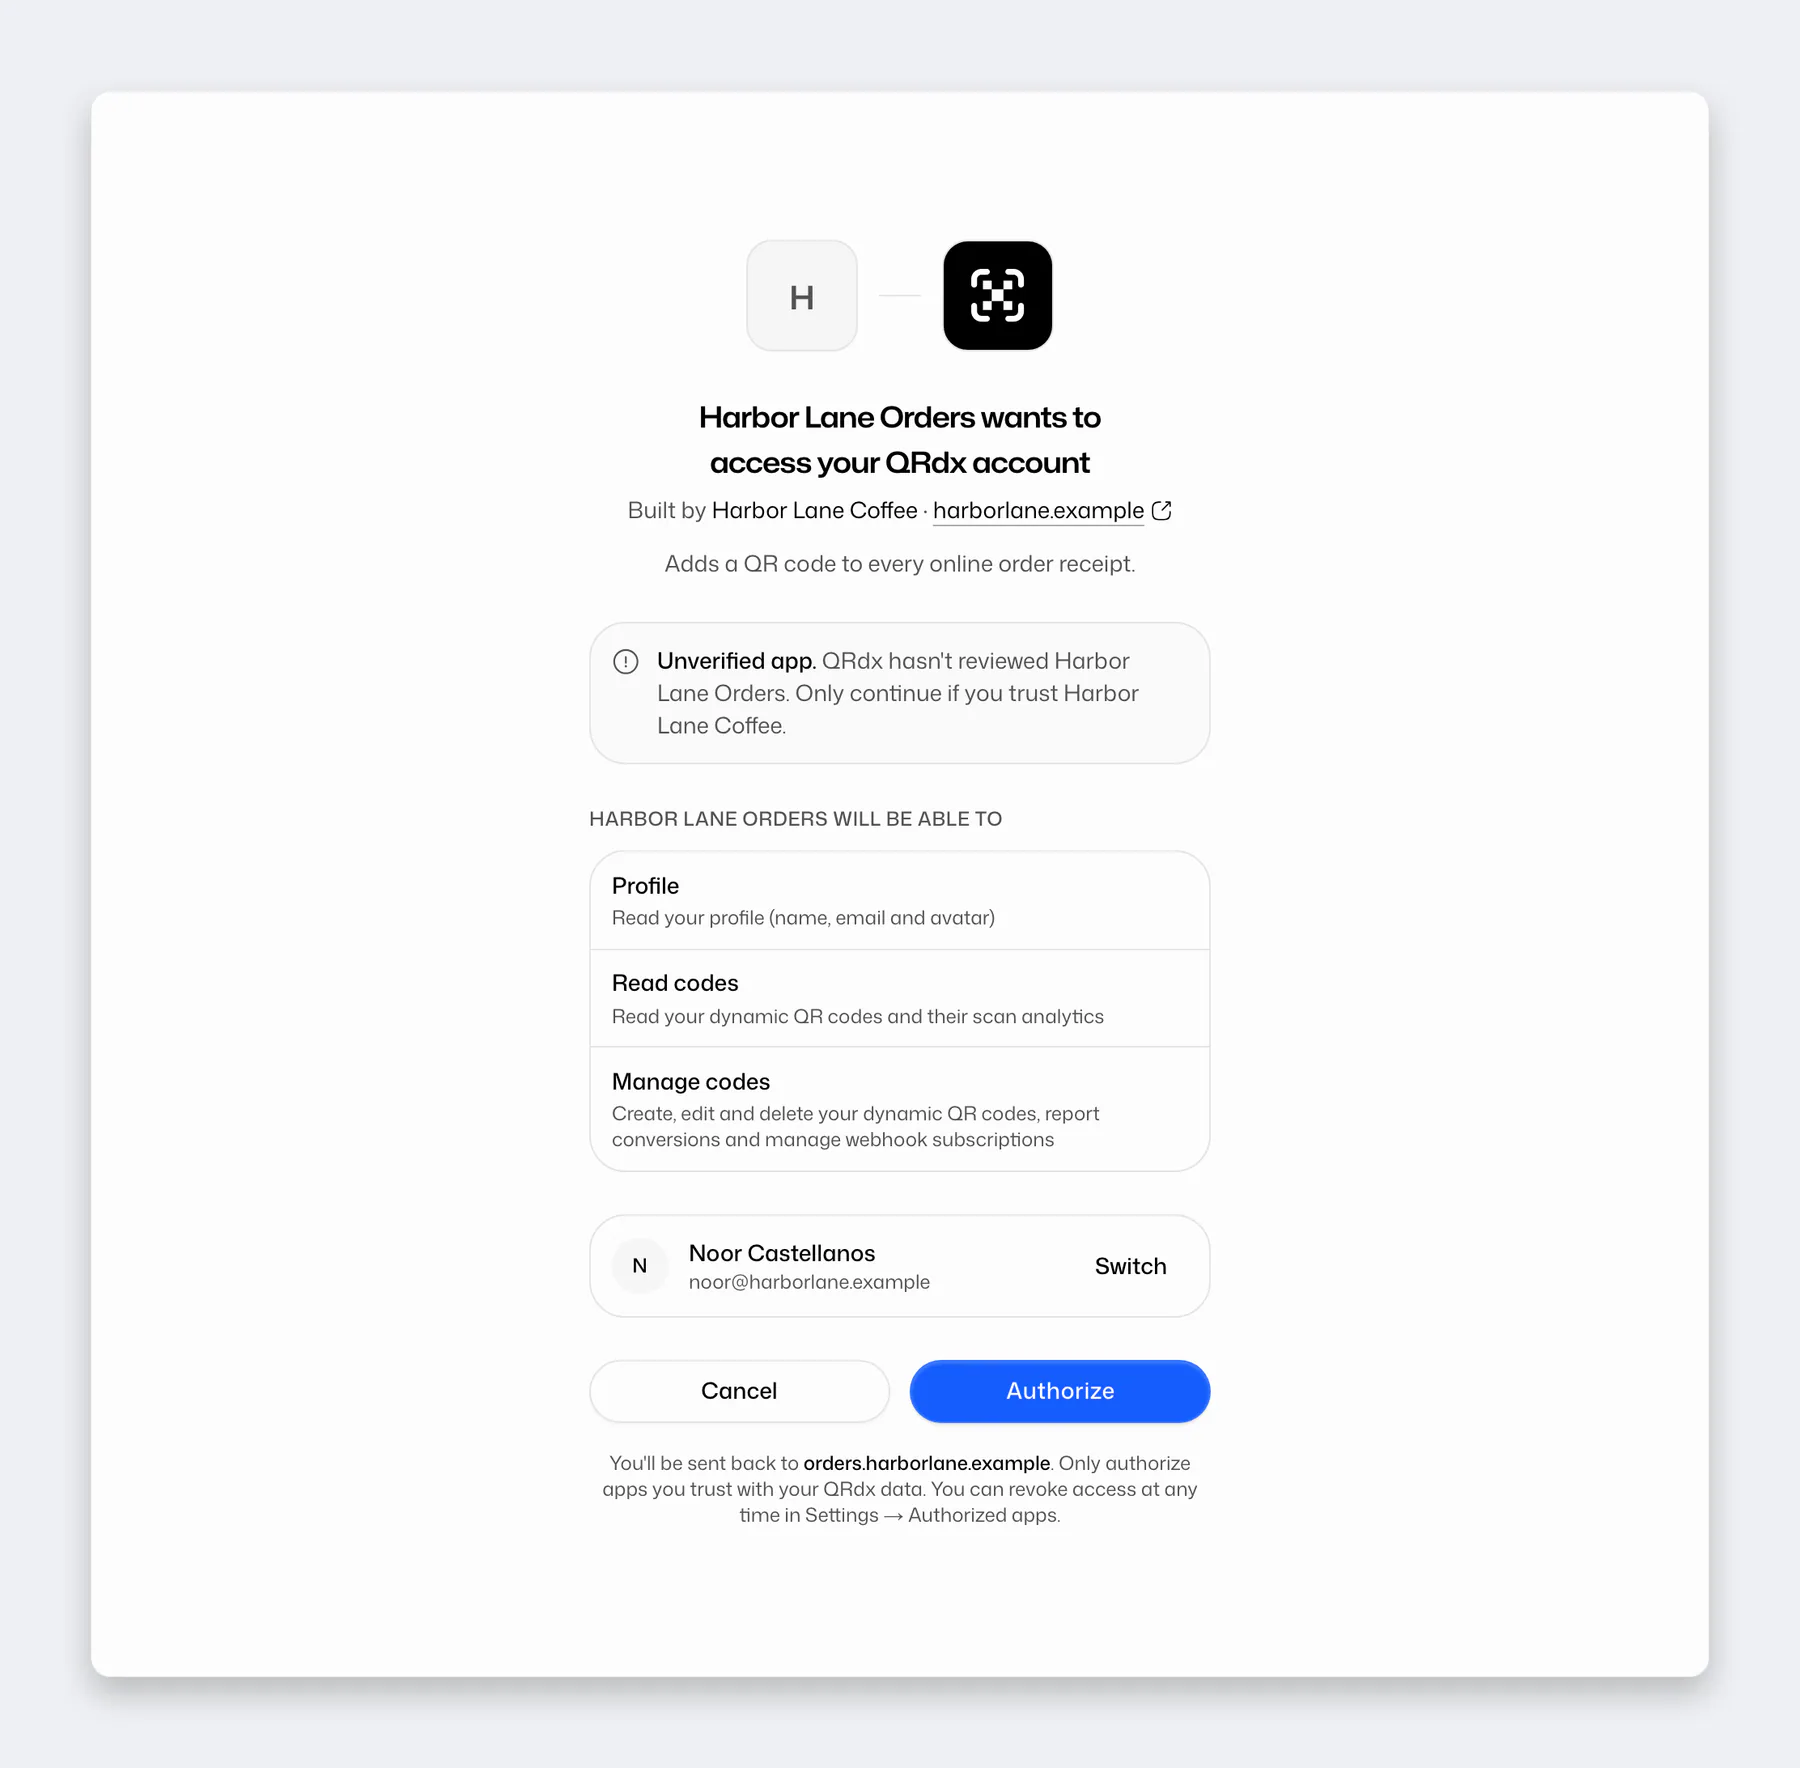 H
Harbor Lane Orders wants to
access your QRdx account
Built by Harbor Lane Coffee · harborlane.example
Adds a QR code to every online order receipt.
Unverified app. QRdx hasn't reviewed Harbor
Lane Orders. Only continue if you trust Harbor
Lane Coffee.
HARBOR LANE ORDERS WILL BE ABLE TO
Profile
Read your profile (name, email and avatar)
Read codes
Read your dynamic QR codes and their scan analytics
Manage codes
Create, edit and delete your dynamic QR codes, report
conversions and manage webhook subscriptions
N
Noor Castellanos
noor@harborlane.example
Switch
Cancel
Authorize
You'll be sent back to orders.harborlane.example. Only authorize
apps you trust with your QRdx data. You can revoke access at any
time in Settings → Authorized apps.